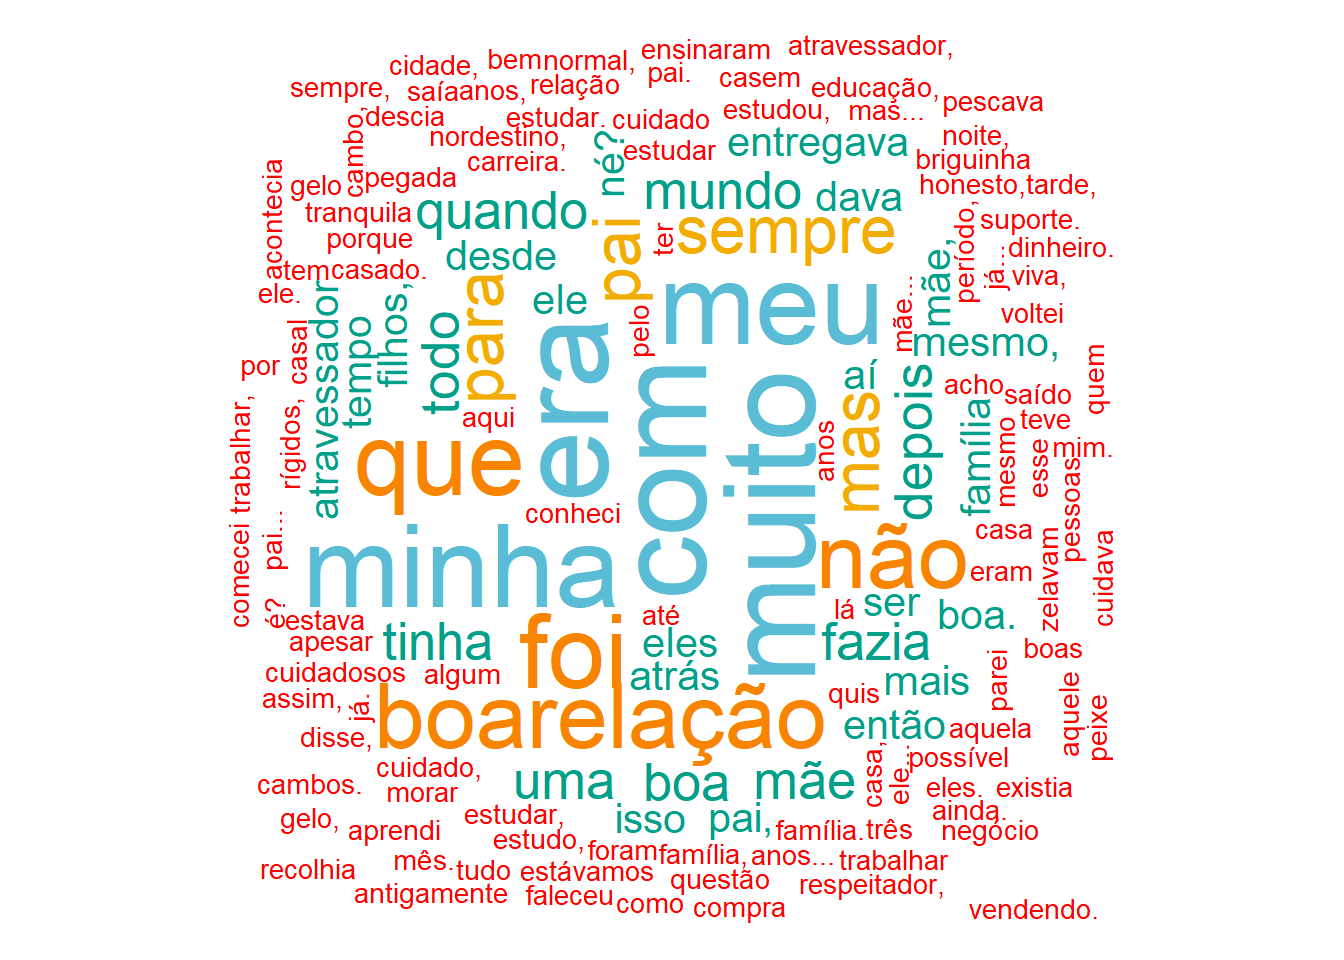 ensinaram atravessador,
cidade, bem normal, pai. casem
sempre, saía anos, relação educação,
descia estudar. cuidado estudou, mas... pescava
cambo, nordestino, né? estudar entregava noite,
carreira. briguinha
acontecia gelo pegada mundo dava honesto, tarde,
tranquila quando pai ter sempre período, suporte.
porque desde mãe, já... dinheiro.
atem casado. viva,
ele. para ele meu mãe...
atravessador tempo filhos, todo era pelo voltei
casal com muito mesmo,
por aí depois quem
aqui mas família acho saído
trabalhar, rígidos, que anos mesmo teve
esse mim.
comecei pai... conheci pessoas
minha não casa
eram zelavam cuidava
é? estava até lá ser boa.
apesar tinha foi eles fazia boas
cuidadosos algum atrás quis mais parei
assim, já. boa relação então aquela aquele peixe
disse,
cuidado, casa, ele... possível
cambos. morar uma boa mãe eles. existia
gelo, estudar, isso pai, ainda.
aprendi estudo, família. três negócio
foram família, anos... trabalhar
recolhia mês. tudo estávamos questão respeitador,
antigamente faleceu como compra vendendo.